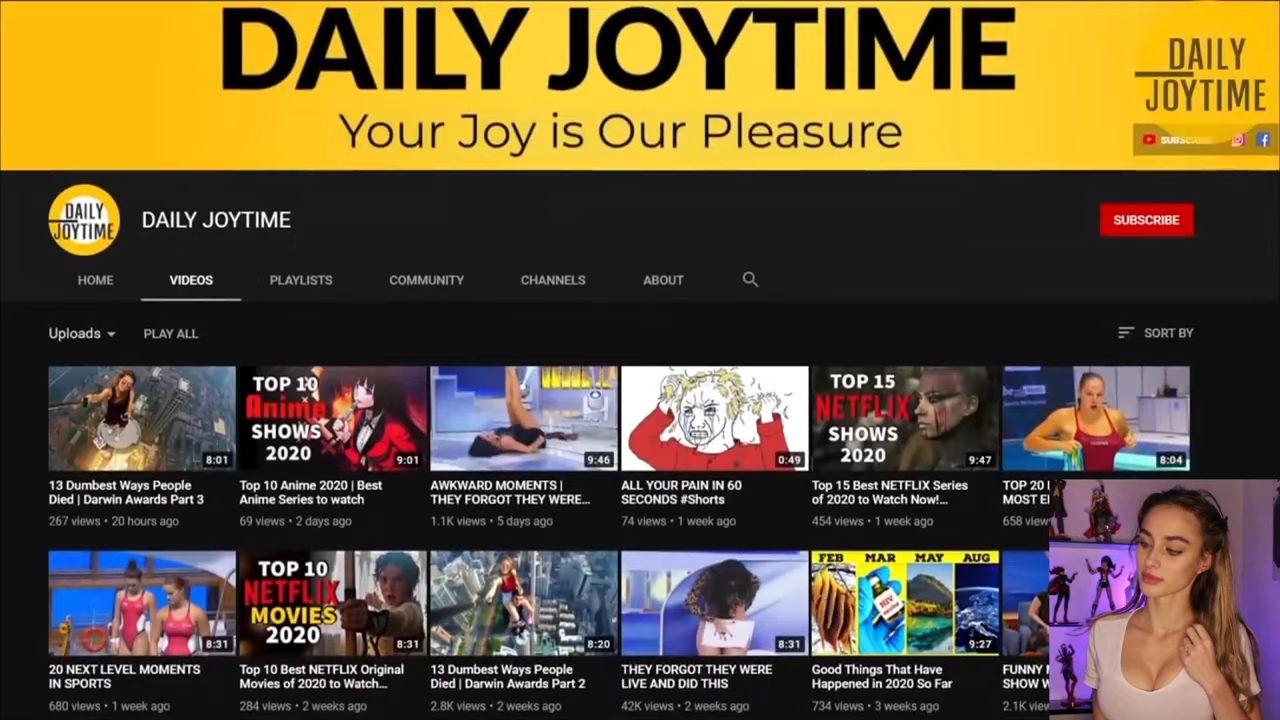 DAILY JOYTIME
Your Joy is Our Pleasure
DAILY
JOYTIME
SUBSCRIBE
DAILY
JOYTIME
DAILY JOYTIME
SUBSCRIBE
HOME
VIDEOS
PLAYLISTS
COMMUNITY
CHANNELS
ABOUT
Uploads
PLAY ALL
SORT BY
8:01
13 Dumbest Ways People
Died | Darwin Awards Part 3
267 views • 20 hours ago
TOP 10
Anime
SHOWS
2020
9:01
Top 10 Anime 2020 | Best
Anime Series to watch
69 views • 2 days ago
9:46
AWKWARD MOMENTS |
THEY FORGOT THEY WERE...
1.1K views • 5 days ago
0:49
ALL YOUR PAIN IN 60
SECONDS #Shorts
74 views • 1 week ago
TOP 15
NETFLIX
SHOWS
2020
9:47
Top 15 Best NETFLIX Series
of 2020 to Watch Now!...
454 views • 1 week ago
8:04
TOP 20
MOST
658 views
8:31
20 NEXT LEVEL MOMENTS
IN SPORTS
680 views • 1 week ago
TOP 10
NETFLIX
MOVIES
2020
8:31
Top 10 Best NETFLIX Original
Movies of 2020 to Watch...
284 views • 2 weeks ago
8:20
13 Dumbest Ways People
Died | Darwin Awards Part 2
2.8K views • 2 weeks ago
8:31
THEY FORGOT THEY WERE
LIVE AND DID THIS
42K views • 2 weeks ago
FEB MAR MAY AUG
HIV
9:27
Good Things That Have
Happened in 2020 So Far
734 views • 3 weeks ago
FUNNY
SHOW
2.1K